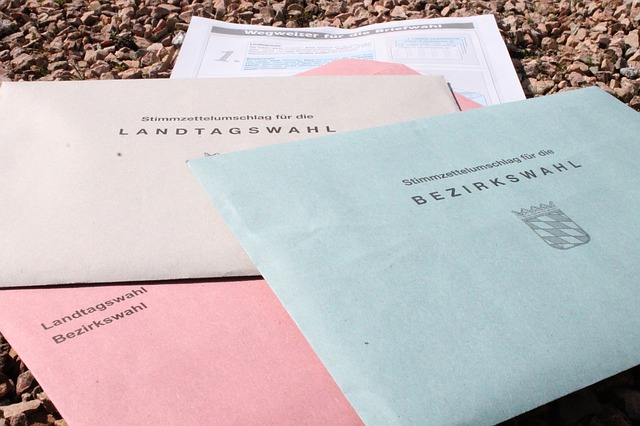 Wegweiser für die Briefwahl
1.
Stimmzettelumschlag für die
LANDTAGSWAHL
Stimmzettelumschlag für die
BEZIRKSWAHL
Landtagswahl
Bezirkswahl